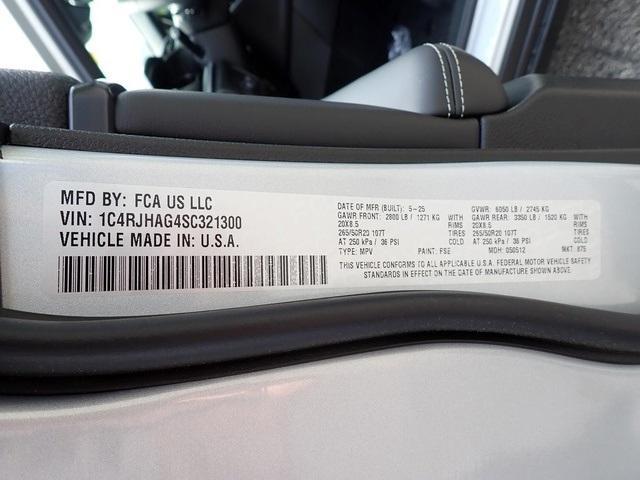 MFD BY: FCA US LLC
VIN: 1C4RJHAG4SC321300
VEHICLE MADE IN: U.S.A.
DATE OF MFR (BUILT): 5-25 GVWR: 6050 LB / 2745 KG
GAWR FRONT: 2800 LB / 1271 KG WITH GAWR REAR: 3350 LB / 1520 KG WITH
20X8.5 RIMS 20X8.5 RIMS
265/50R20 107T TIRES 265/50R20 107T TIRES
AT 250 kPa / 36 PSI COLD AT 250 kPa / 36 PSI COLD
TYPE: MPV PAINT: FSE MDH: 050512 MKT: 875
THIS VEHICLE CONFORMS TO ALL APPLICABLE U.S.A. FEDERAL MOTOR VEHICLE SAFETY
STANDARDS IN EFFECT ON THE DATE OF MANUFACTURE SHOWN ABOVE.